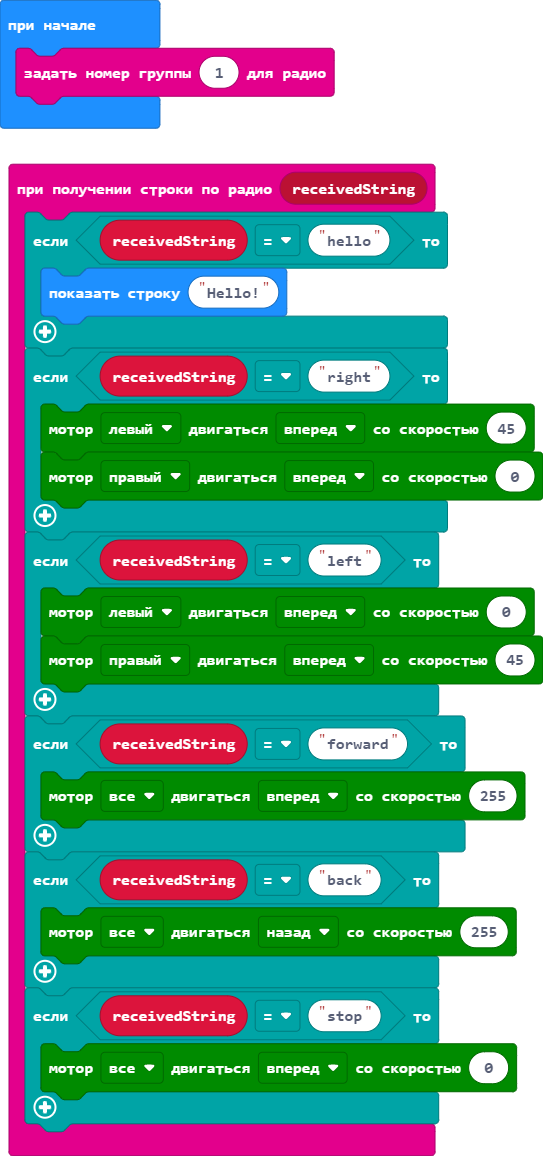 при начале
задать номер группы 1 для радио
при получении строки по радио receivedString
если receivedString = "hello" то
показать строку "Hello!"
если receivedString = "right" то
мотор левый двигаться вперед со скоростью 45
мотор правый двигаться вперед со скоростью 0
если receivedString = "left" то
мотор левый двигаться вперед со скоростью 0
мотор правый двигаться вперед со скоростью 45
если receivedString = "forward" то
мотор все двигаться вперед со скоростью 255
если receivedString = "back" то
мотор все двигаться назад со скоростью 255
если receivedString = "stop" то
мотор все двигаться вперед со скоростью 0